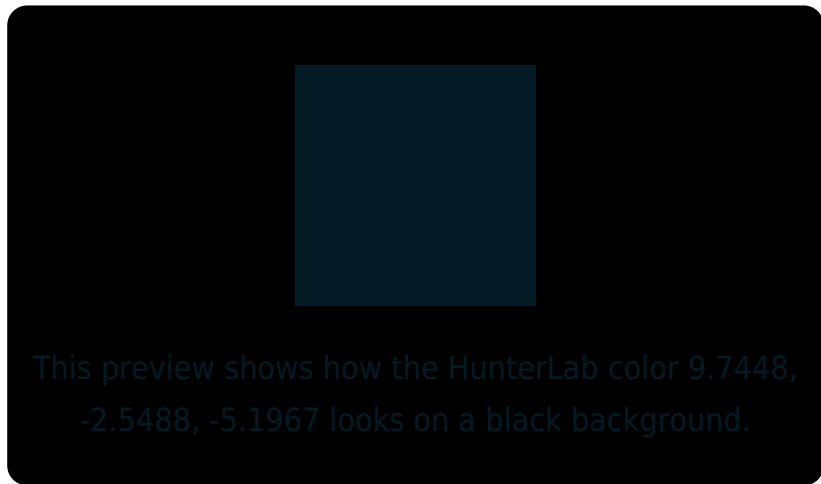 This preview shows how the HunterLab color 9.7448,
-2.5488, -5.1967 looks on a black background.